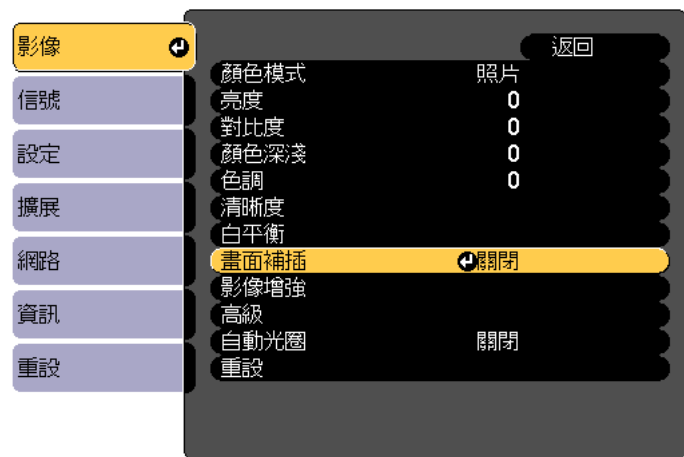 影像
信號
設定
擴展
網路
資訊
重設
返回
顏色模式 照片
亮度 0
對比度 0
顏色深淺 0
色調 0
清晰度
白平衡
畫面補插 關閉
影像增強
高級
自動光圈 關閉
重設